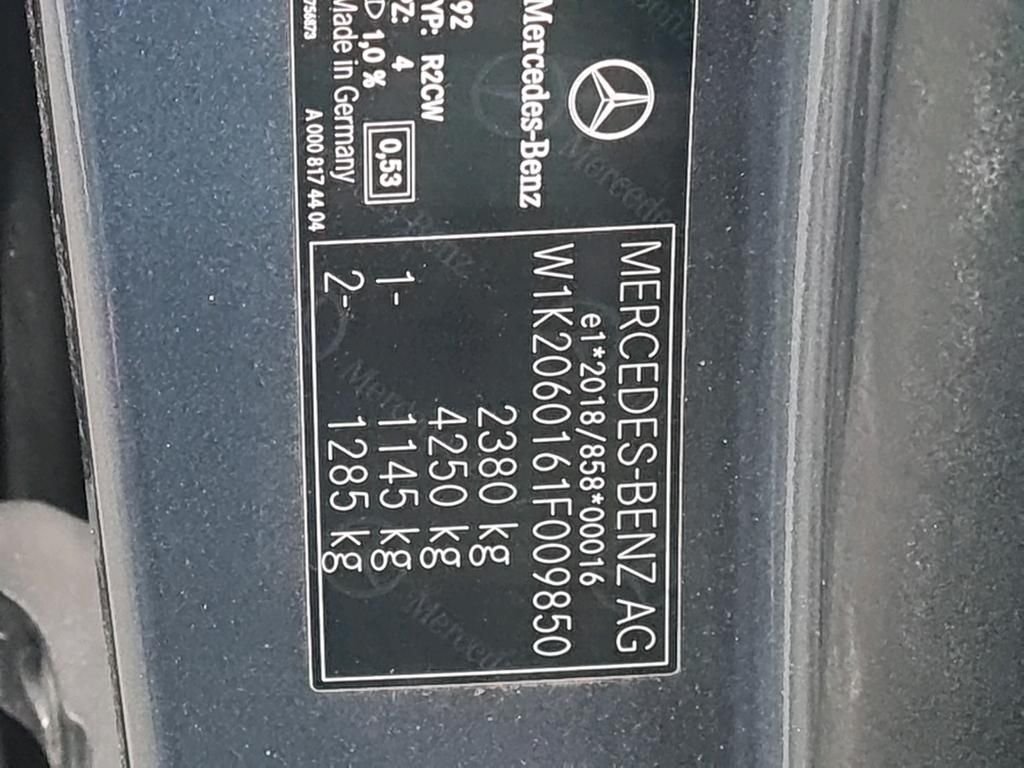 Mercedes-Benz
92
YP: R2CW
Z: 4
D 1,0 %
0,53
Made in Germany
A 000 817 44 04
MERCEDES-BENZ AG
e1*2018/858*00016
W1K2060161F009850
2380 kg
4250 kg
1- 1145 kg
2- 1285 kg